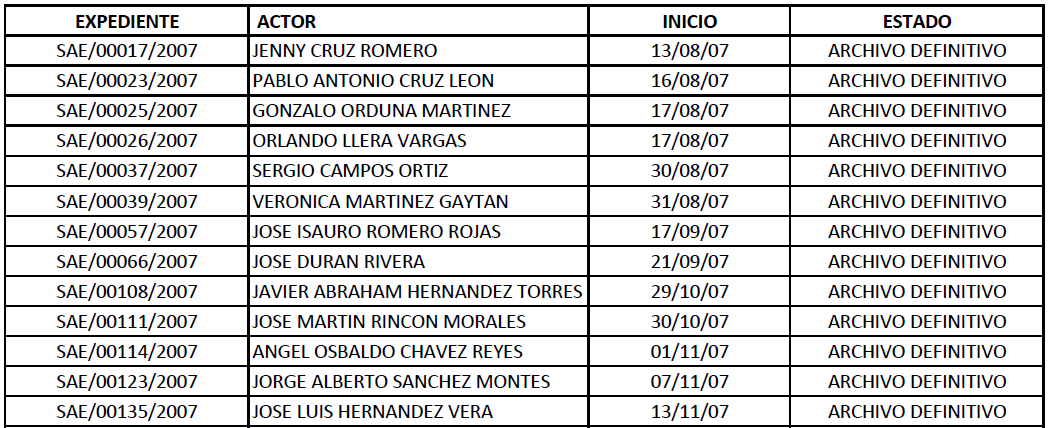 EXPEDIENTE ACTOR INICIO ESTADO
SAE/00017/2007 JENNY CRUZ ROMERO 13/08/07 ARCHIVO DEFINITIVO
SAE/00023/2007 PABLO ANTONIO CRUZ LEON 16/08/07 ARCHIVO DEFINITIVO
SAE/00025/2007 GONZALO ORDUNA MARTINEZ 17/08/07 ARCHIVO DEFINITIVO
SAE/00026/2007 ORLANDO LLERA VARGAS 17/08/07 ARCHIVO DEFINITIVO
SAE/00037/2007 SERGIO CAMPOS ORTIZ 30/08/07 ARCHIVO DEFINITIVO
SAE/00039/2007 VERONICA MARTINEZ GAYTAN 31/08/07 ARCHIVO DEFINITIVO
SAE/00057/2007 JOSE ISAURO ROMERO ROJAS 17/09/07 ARCHIVO DEFINITIVO
SAE/00066/2007 JOSE DURAN RIVERA 21/09/07 ARCHIVO DEFINITIVO
SAE/00108/2007 JAVIER ABRAHAM HERNANDEZ TORRES 29/10/07 ARCHIVO DEFINITIVO
SAE/00111/2007 JOSE MARTIN RINCON MORALES 30/10/07 ARCHIVO DEFINITIVO
SAE/00114/2007 ANGEL OSBALDO CHAVEZ REYES 01/11/07 ARCHIVO DEFINITIVO
SAE/00123/2007 JORGE ALBERTO SANCHEZ MONTES 07/11/07 ARCHIVO DEFINITIVO
SAE/00135/2007 JOSE LUIS HERNANDEZ VERA 13/11/07 ARCHIVO DEFINITIVO